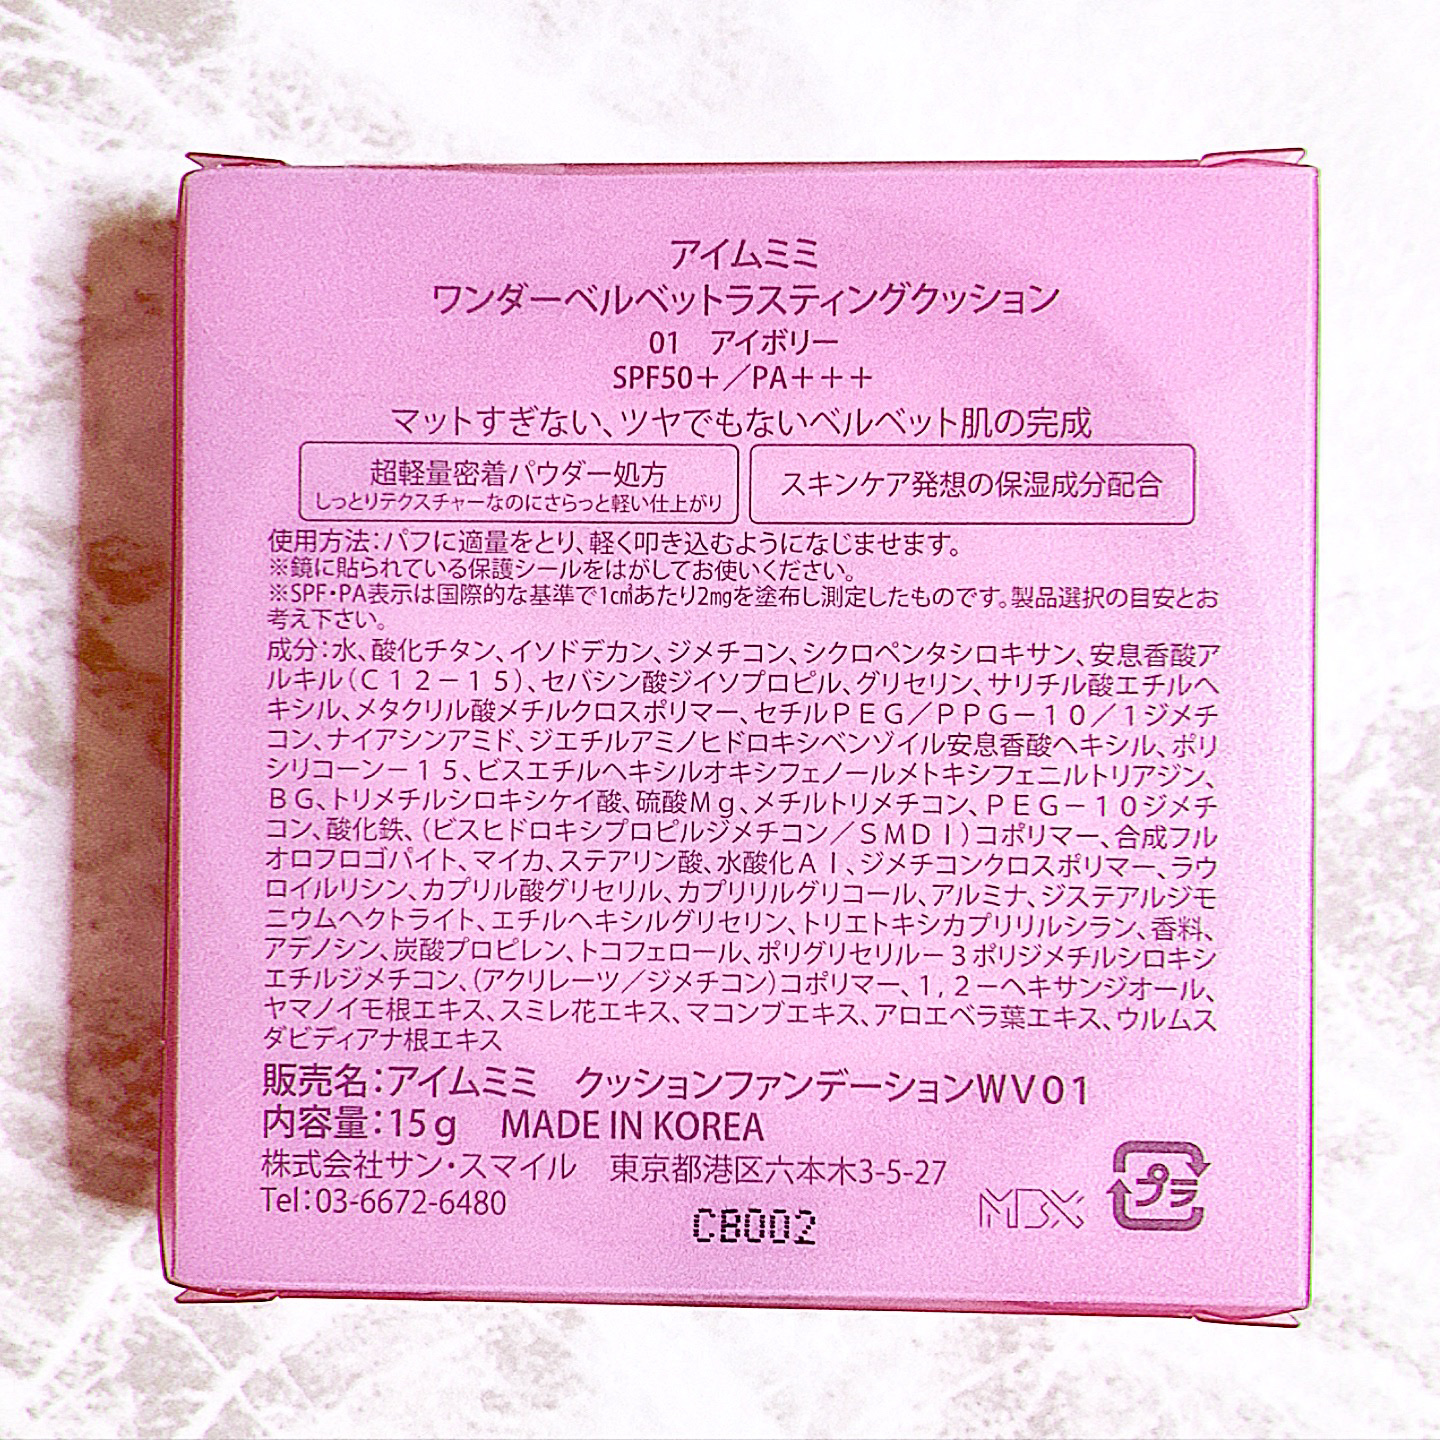 アイムミミ
ワンダーベルベットラスティングクッション
01　アイボリー
SPF50＋／PA＋＋＋
マットすぎない、ツヤでもないベルベット肌の完成
超軽量密着パウダー処方
しっとりテクスチャーなのにさらっと軽い仕上がり
スキンケア発想の保湿成分配合
使用方法：パフに適量をとり、軽く叩き込むようになじませます。
※鏡に貼られている保護シールをはがしてお使いください。
※SPF・PA表示は国際的な基準で1㎠あたり2㎎を塗布し測定したものです。製品選択の目安とお
考え下さい。
成分：水、酸化チタン、イソドデカン、ジメチコン、シクロペンタシロキサン、安息香酸ア
ルキル（Ｃ１２－１５）、セバシン酸ジイソプロピル、グリセリン、サリチル酸エチルヘ
キシル、メタクリル酸メチルクロスポリマー、セチルＰＥＧ／ＰＰＧ－１０／１ジメチ
コン、ナイアシンアミド、ジエチルアミノヒドロキシベンゾイル安息香酸ヘキシル、ポリ
シリコーン－１５、ビスエチルヘキシルオキシフェノールメトキシフェニルトリアジン、
ＢＧ、トリメチルシロキシケイ酸、硫酸Ｍｇ、メチルトリメチコン、ＰＥＧ－１０ジメチ
コン、酸化鉄、（ビスヒドロキシプロピルジメチコン／ＳＭＤＩ）コポリマー、合成フル
オロフロゴパイト、マイカ、ステアリン酸、水酸化Ａｌ、ジメチコンクロスポリマー、ラウ
ロイルリシン、カプリル酸グリセリル、カプリリルグリコール、アルミナ、ジステアルジモ
ニウムヘクトライト、エチルヘキシルグリセリン、トリエトキシカプリリルシラン、香料、
アデノシン、炭酸プロピレン、トコフェロール、ポリグリセリル－３ポリジメチルシロキシ
エチルジメチコン、（アクリレーツ／ジメチコン）コポリマー、１，２－ヘキサンジオール、
ヤマノイモ根エキス、スミレ花エキス、マコンブエキス、アロエベラ葉エキス、ウルムス
ダビディアナ根エキス
販売名：アイムミミ　クッションファンデーションＷＶ０１
内容量：15ｇ　MADE IN KOREA
株式会社サン・スマイル　東京都港区六本木3-5-27
Tel：03-6672-6480
CB002
MBX
プラ